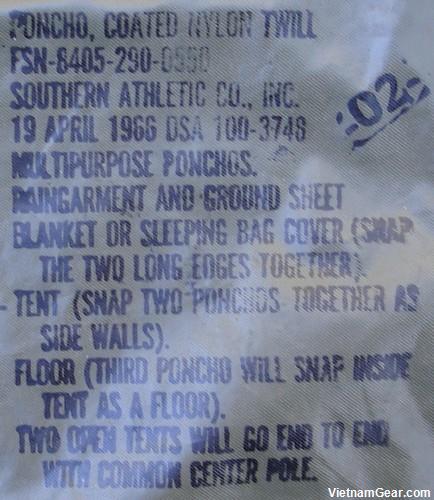 PONCHO, COATED NYLON TWILL
FSN-8405-290-0550
SOUTHERN ATHLETIC CO., INC.
19 APRIL 1966 DSA 100-3748
MULTIPURPOSE PONCHOS.
RAINGARMENT AND GROUND SHEET
BLANKET OR SLEEPING BAG COVER (SNAP
THE TWO LONG EDGES TOGETHER).
TENT (SNAP TWO PONCHOS TOGETHER AS
SIDE WALLS).
FLOOR (THIRD PONCHO WILL SNAP INSIDE
TENT AS A FLOOR).
TWO OPEN TENTS WILL GO END TO END
WITH COMMON CENTER POLE.
-02-
VietnamGear.com